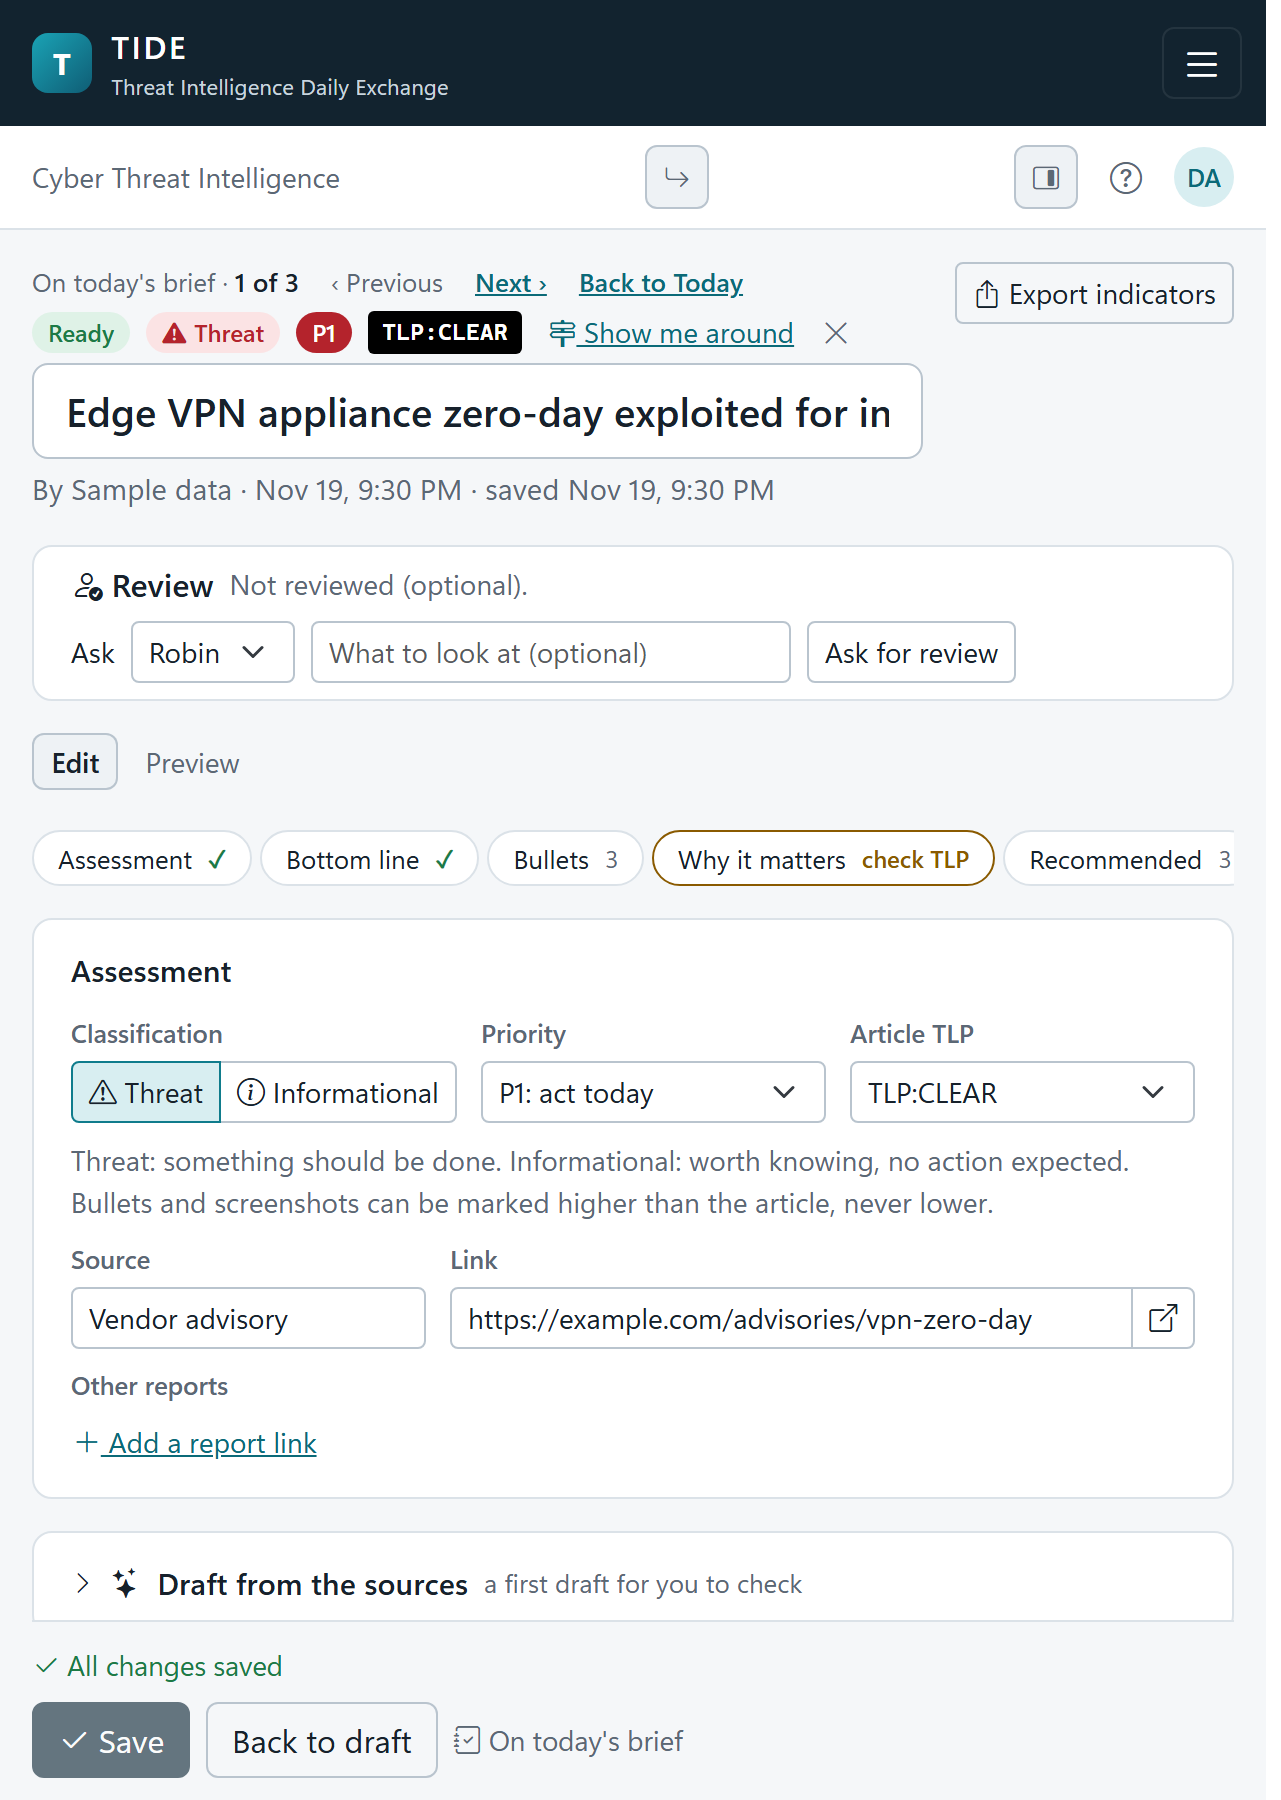 T
TIDE
Threat Intelligence Daily Exchange
Cyber Threat Intelligence
DA
On today's brief · 1 of 3 ‹ Previous Next › Back to Today
Export indicators
Ready Threat P1 TLP:CLEAR Show me around
Edge VPN appliance zero-day exploited for in
By Sample data · Nov 19, 9:30 PM · saved Nov 19, 9:30 PM
Review Not reviewed (optional).
Ask Robin What to look at (optional) Ask for review
Edit Preview
Assessment ✓ Bottom line ✓ Bullets 3 Why it matters check TLP Recommended 3
Assessment
Classification Priority Article TLP
Threat Informational P1: act today TLP:CLEAR
Threat: something should be done. Informational: worth knowing, no action expected.
Bullets and screenshots can be marked higher than the article, never lower.
Source Link
Vendor advisory https://example.com/advisories/vpn-zero-day
Other reports
+ Add a report link
Draft from the sources a first draft for you to check
✓ All changes saved
✓ Save Back to draft On today's brief